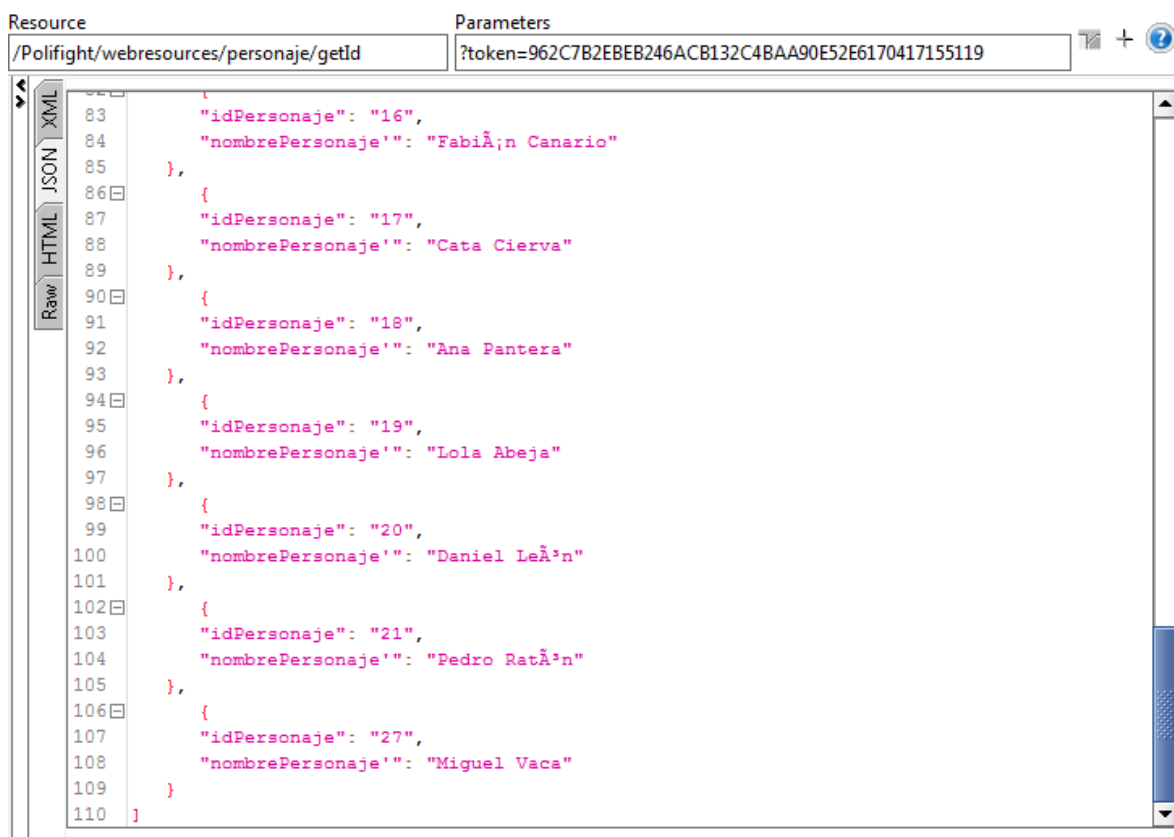 Resource Parameters
/Polifight/webresources/personaje/getId ?token=962C7B2EBEB246ACB132C4BAA90E52E6170417155119
XML
JSON
HTML
Raw
82 {
83 "idPersonaje": "16",
84 "nombrePersonaje'": "FabiÃ¡n Canario"
85 },
86 {
87 "idPersonaje": "17",
88 "nombrePersonaje'": "Cata Cierva"
89 },
90 {
91 "idPersonaje": "18",
92 "nombrePersonaje'": "Ana Pantera"
93 },
94 {
95 "idPersonaje": "19",
96 "nombrePersonaje'": "Lola Abeja"
97 },
98 {
99 "idPersonaje": "20",
100 "nombrePersonaje'": "Daniel LeÃ³n"
101 },
102 {
103 "idPersonaje": "21",
104 "nombrePersonaje'": "Pedro RatÃ³n"
105 },
106 {
107 "idPersonaje": "27",
108 "nombrePersonaje'": "Miguel Vaca"
109 }
110 ]